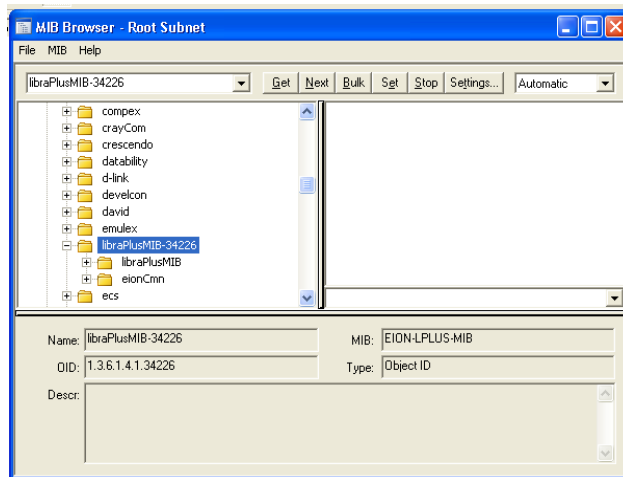 MIB Browser - Root Subnet
File MIB Help
libraPlusMIB-34226 Get Next Bulk Set Stop Settings... Automatic
compex
crayCom
crescendo
datability
d-link
develcon
david
emulex
libraPlusMIB-34226
libraPlusMIB
eionCmn
ecs
Name: libraPlusMIB-34226 MIB: EION-LPLUS-MIB
OID: 1.3.6.1.4.1.34226 Type: Object ID
Descr: